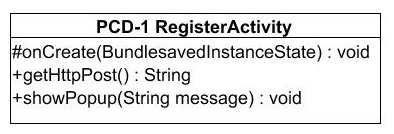 PCD-1 RegisterActivity
#onCreate(BundlesavedInstanceState) : void
+getHttpPost() : String
+showPopup(String message) : void